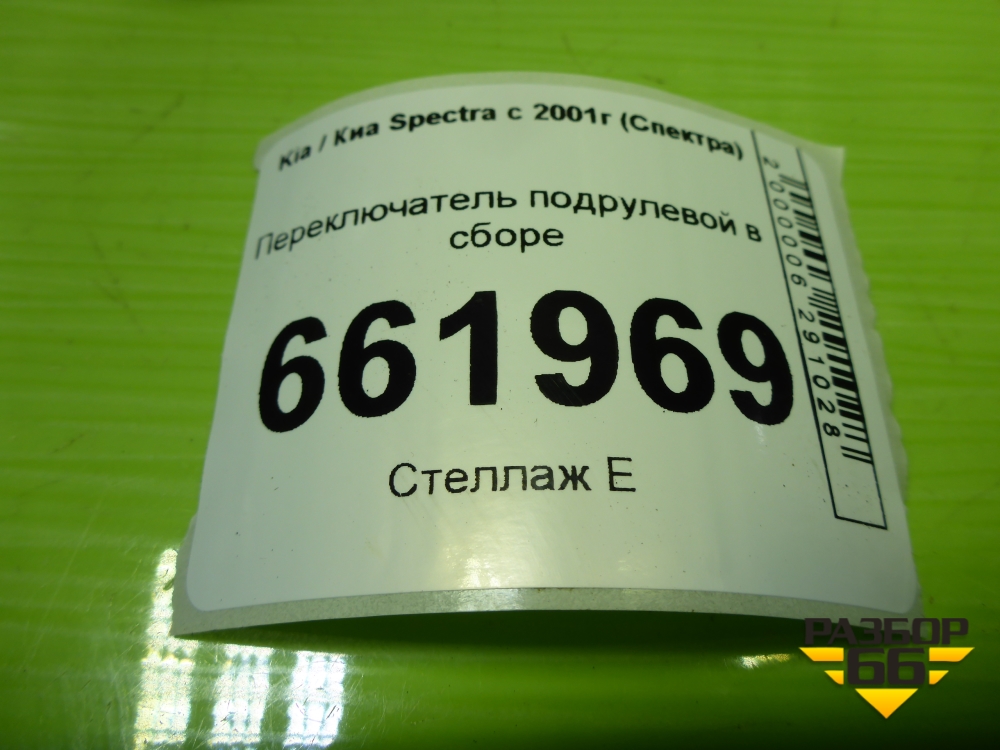 Kia / Киа Spectra с 2001г (Спектра)
Переключатель подрулевой в
сборе
661969
Стеллаж Е
2000006291028
РАЗБОР
66